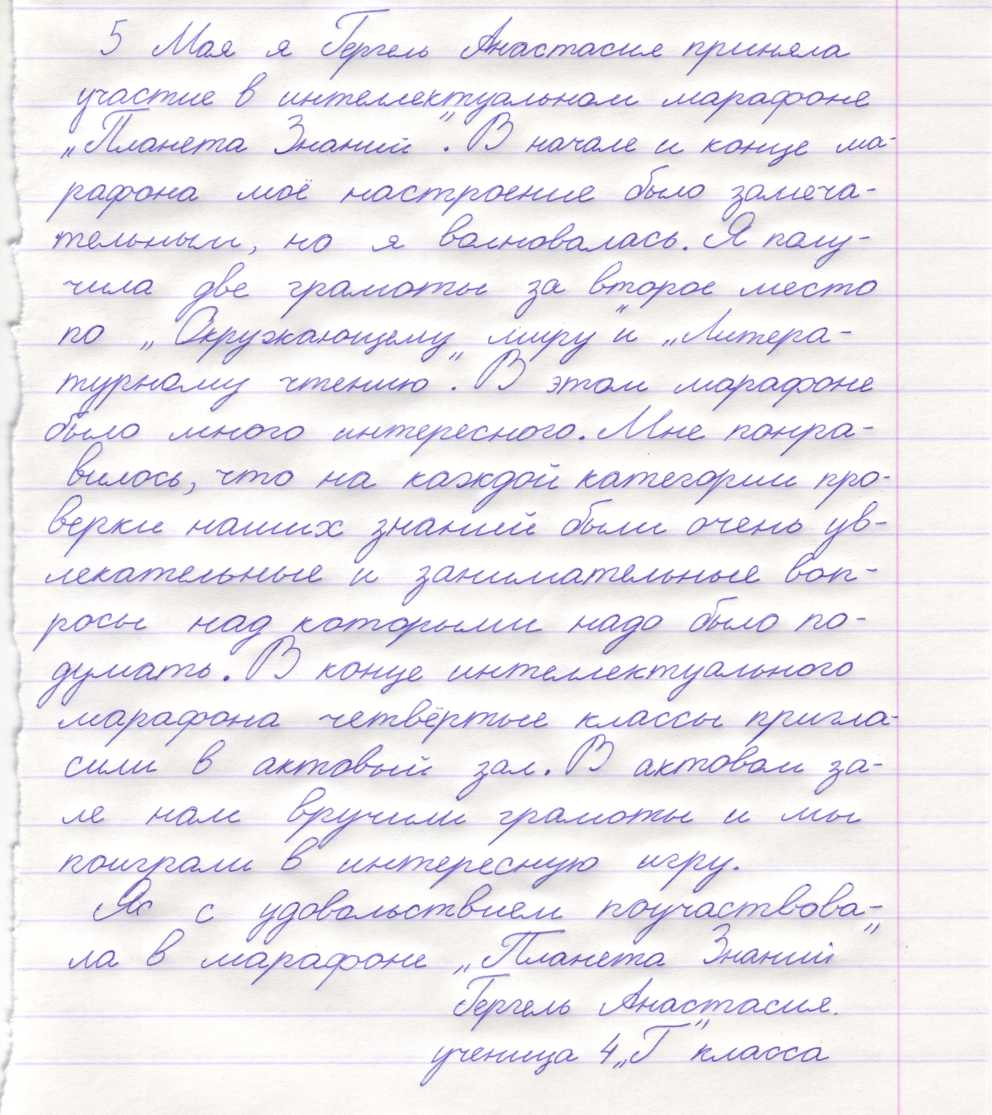 5 Мая я Гергель Анастасия приняла
участие в интеллектуальном марафоне
„Планета Знаний". В начале и конце ма-
рафона моё настроение было замеча-
тельным, но я волновалась. Я полу-
чила две грамоты за второе место
по „Окружающему миру" и „Литера-
турному чтению". В этом марафоне
было много интересного. Мне понра-
вилось, что на каждой категории про-
верки наших знаний были очень ув-
лекательные и занимательные воп-
росы над которыми надо было по-
думать. В конце интеллектуального
марафона четвёртые классы пригла-
сили в актовый зал. В актовом за-
ле нам вручили грамоты и мы
поиграли в интересную игру.
Я с удовольствием поучаствова-
ла в марафоне „Планета Знаний"
Гергель Анастасия.
ученица 4„Г" класса